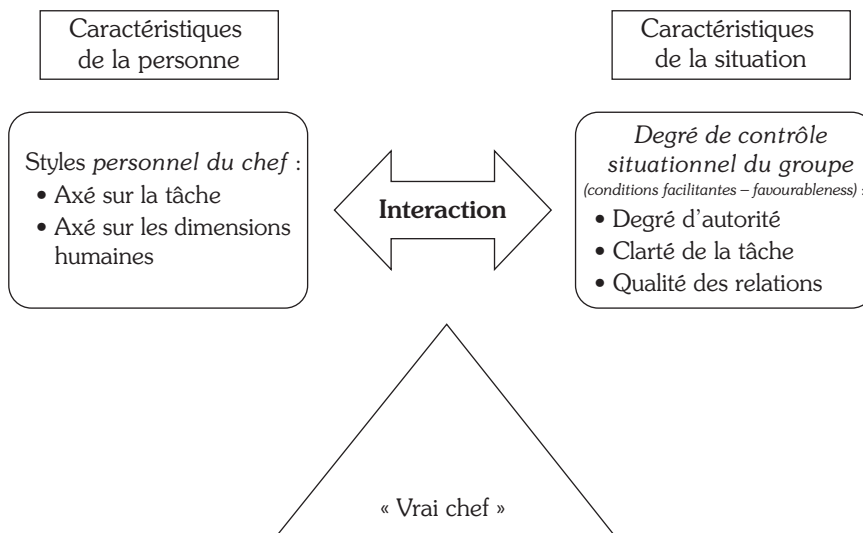 Caractéristiques
de la personne
Caractéristiques
de la situation
Styles personnel du chef :
• Axé sur la tâche
• Axé sur les dimensions
humaines
Interaction
Degré de contrôle
situationnel du groupe
(conditions facilitantes – favourableness) :
• Degré d'autorité
• Clarté de la tâche
• Qualité des relations
« Vrai chef »